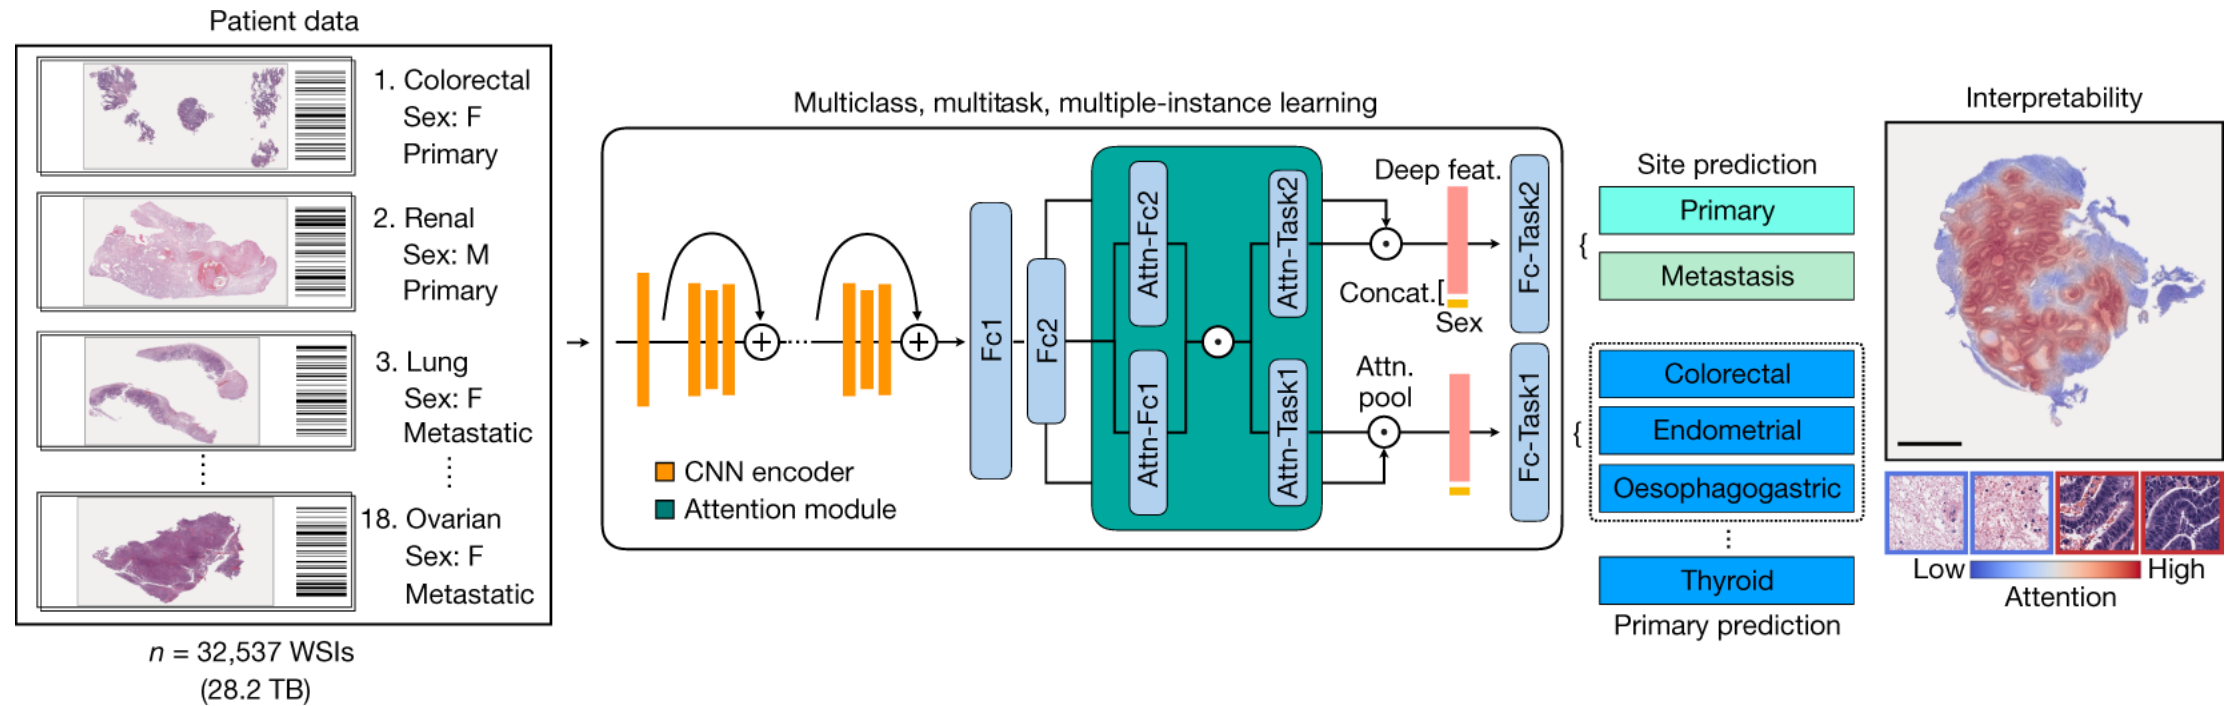 Patient data
1. Colorectal
Sex: F
Primary
2. Renal
Sex: M
Primary
3. Lung
Sex: F
Metastatic
18. Ovarian
Sex: F
Metastatic
n = 32,537 WSIs
(28.2 TB)
Multiclass, multitask, multiple-instance learning
CNN encoder
Attention module
Fc1
Fc2
Attn-Fc2
Attn-Fc1
Attn-Task2
Attn-Task1
Deep feat.
Concat.[
Sex
Attn.
pool
Fc-Task2
Fc-Task1
Site prediction
{
Primary
Metastasis
{
Colorectal
Endometrial
Oesophagogastric
Thyroid
Primary prediction
Interpretability
Low
High
Attention